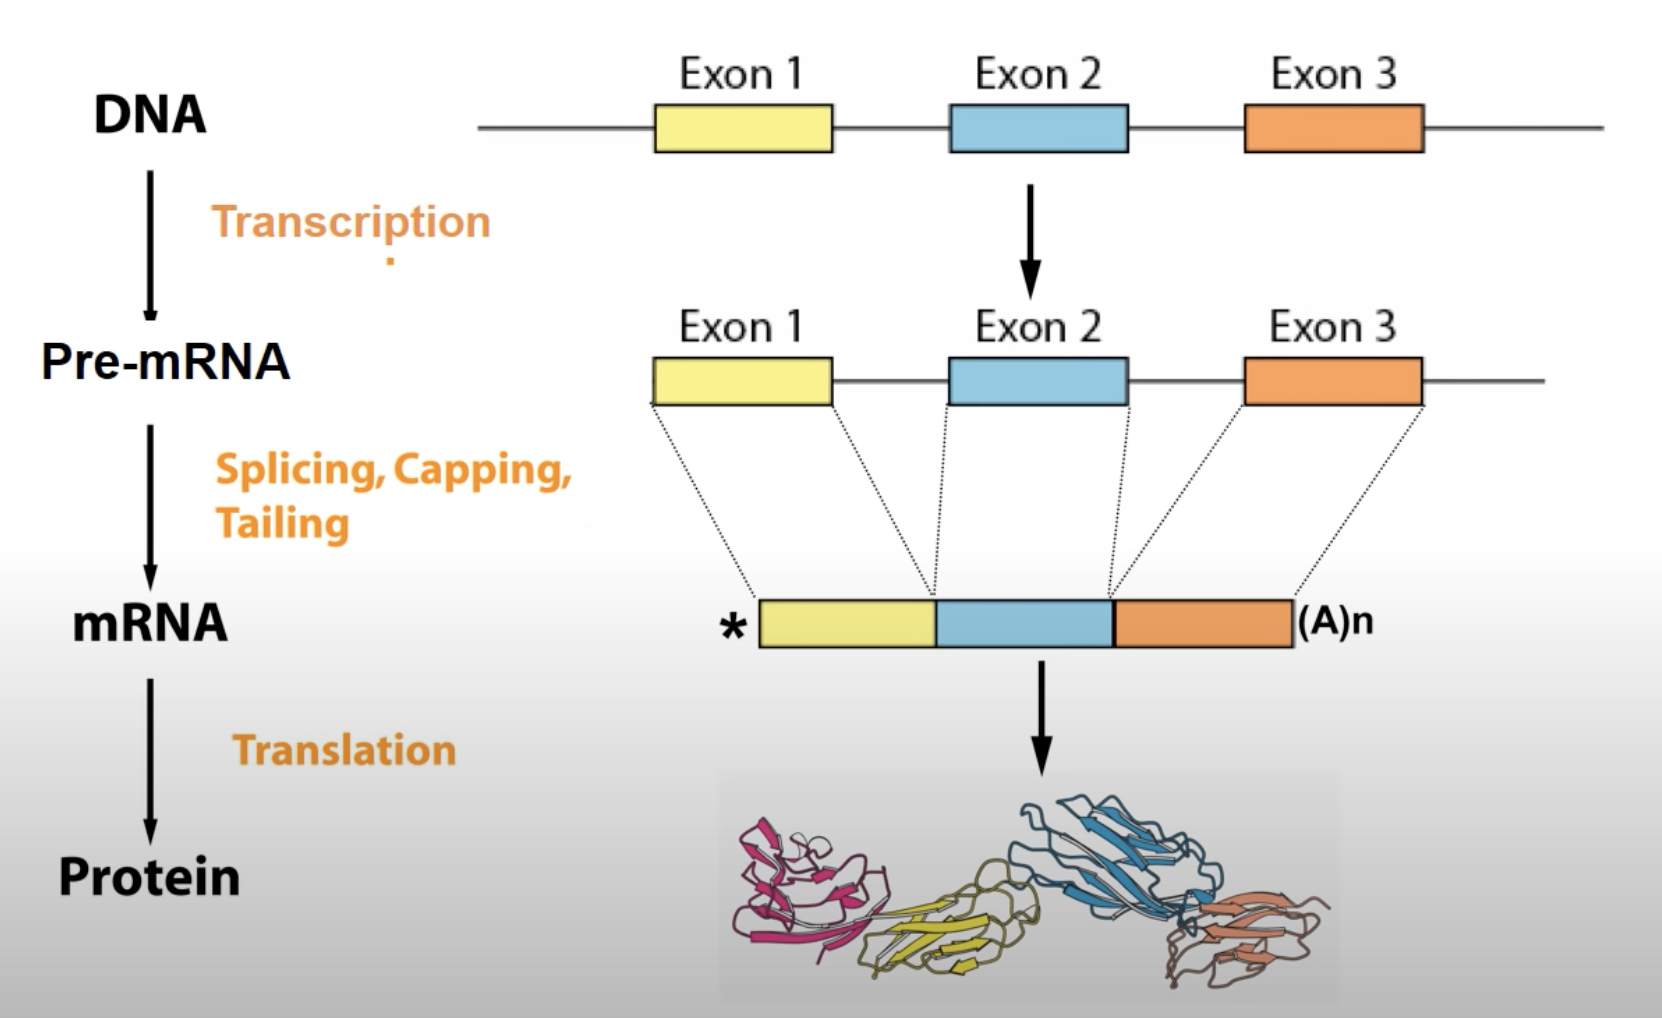 Exon 1 Exon 2 Exon 3
DNA
Transcription
Exon 1 Exon 2 Exon 3
Pre-mRNA
Splicing, Capping,
Tailing
mRNA
* (A)n
Translation
Protein